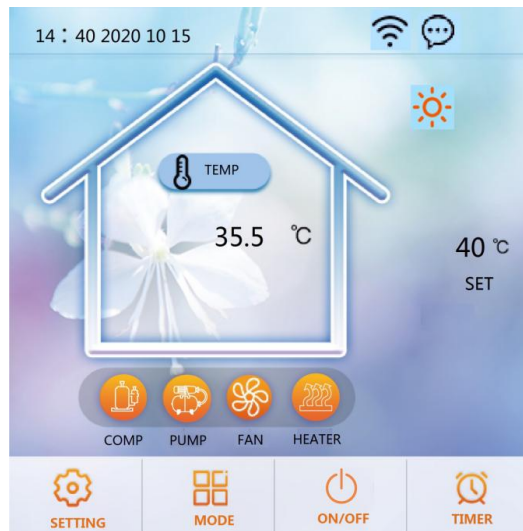 14：40 2020 10 15
TEMP
35.5 ℃
40 ℃
SET
COMP PUMP FAN HEATER
SETTING MODE ON/OFF TIMER